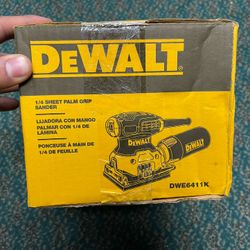 DEWALT
1/4 SHEET PALM GRIP
SANDER
LIJADORA CON MANGO
PALMAR CON 1/4 DE
LÁMINA
PONCEUSE À MAIN DE
1/4 DE FEUILLE
DEWALT
DWE6411K